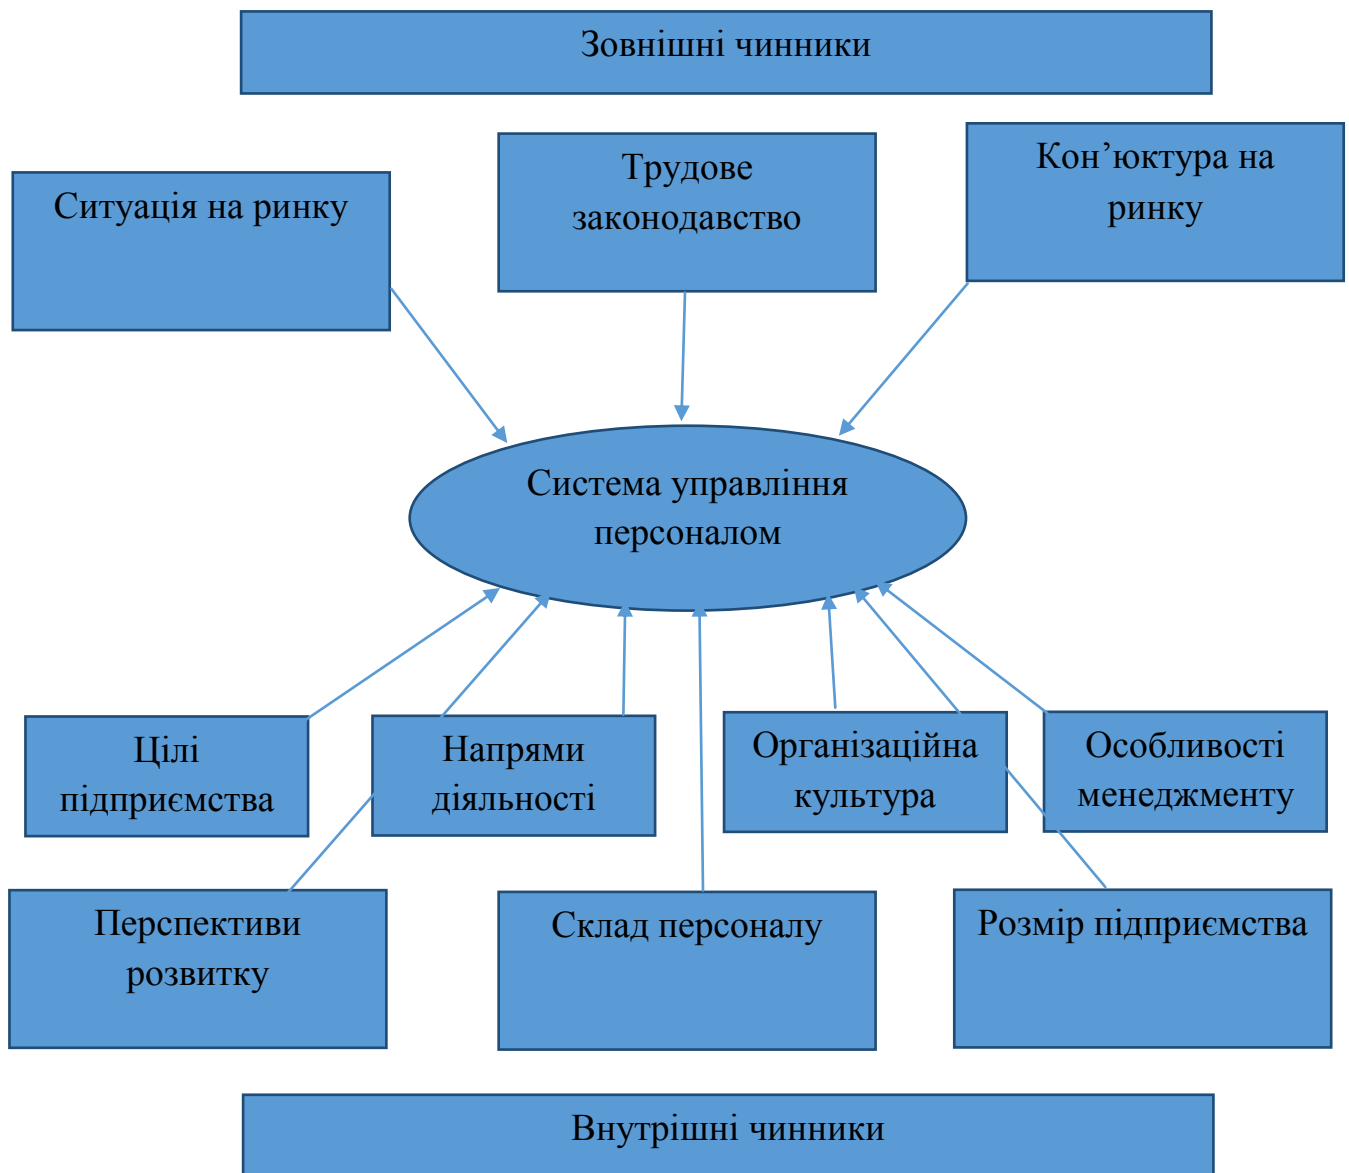 Зовнішні чинники
Ситуація на ринку
Трудове
законодавство
Кон’юктура на
ринку
Система управління
персоналом
Цілі
підприємства
Напрями
діяльності
Організаційна
культура
Особливості
менеджменту
Перспективи
розвитку
Склад персоналу
Розмір підприємства
Внутрішні чинники